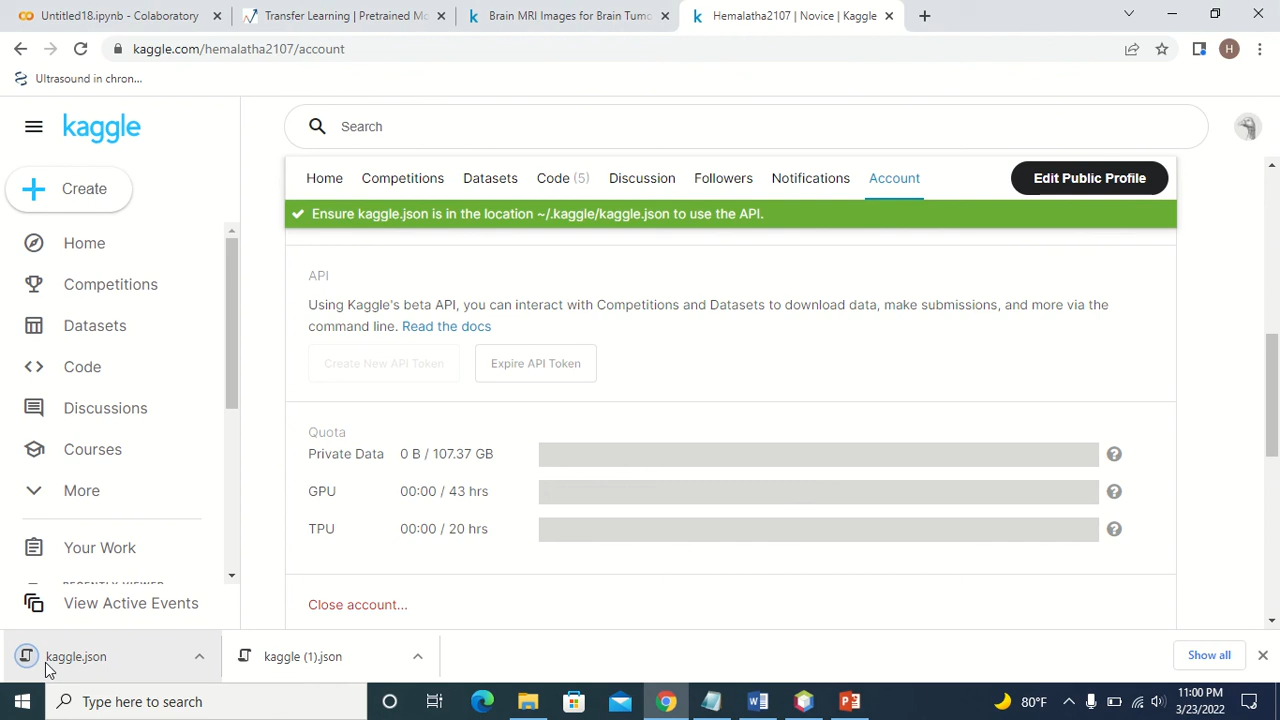 Untitled18.ipynb - Colaboratory
Transfer Learning | Pretrained Mo
Brain MRI Images for Brain Tumo
Hemalatha2107 | Novice | Kaggle
kaggle.com/hemalatha2107/account
H
Ultrasound in chron...
kaggle
Search
Create
Home
Competitions
Datasets
Code (5)
Discussion
Followers
Notifications
Account
Edit Public Profile
Ensure kaggle.json is in the location ~/.kaggle/kaggle.json to use the API.
Home
Competitions
Datasets
Code
Discussions
Courses
More
Your Work
RECENTLY VIEWED
View Active Events
API
Using Kaggle's beta API, you can interact with Competitions and Datasets to download data, make submissions, and more via the
command line. Read the docs
Create New API Token
Expire API Token
Quota
Private Data 0 B / 107.37 GB
GPU 00:00 / 43 hrs
TPU 00:00 / 20 hrs
Close account...
kaggle.json
kaggle (1).json
Show all
Type here to search
80°F
11:00 PM
3/23/2022